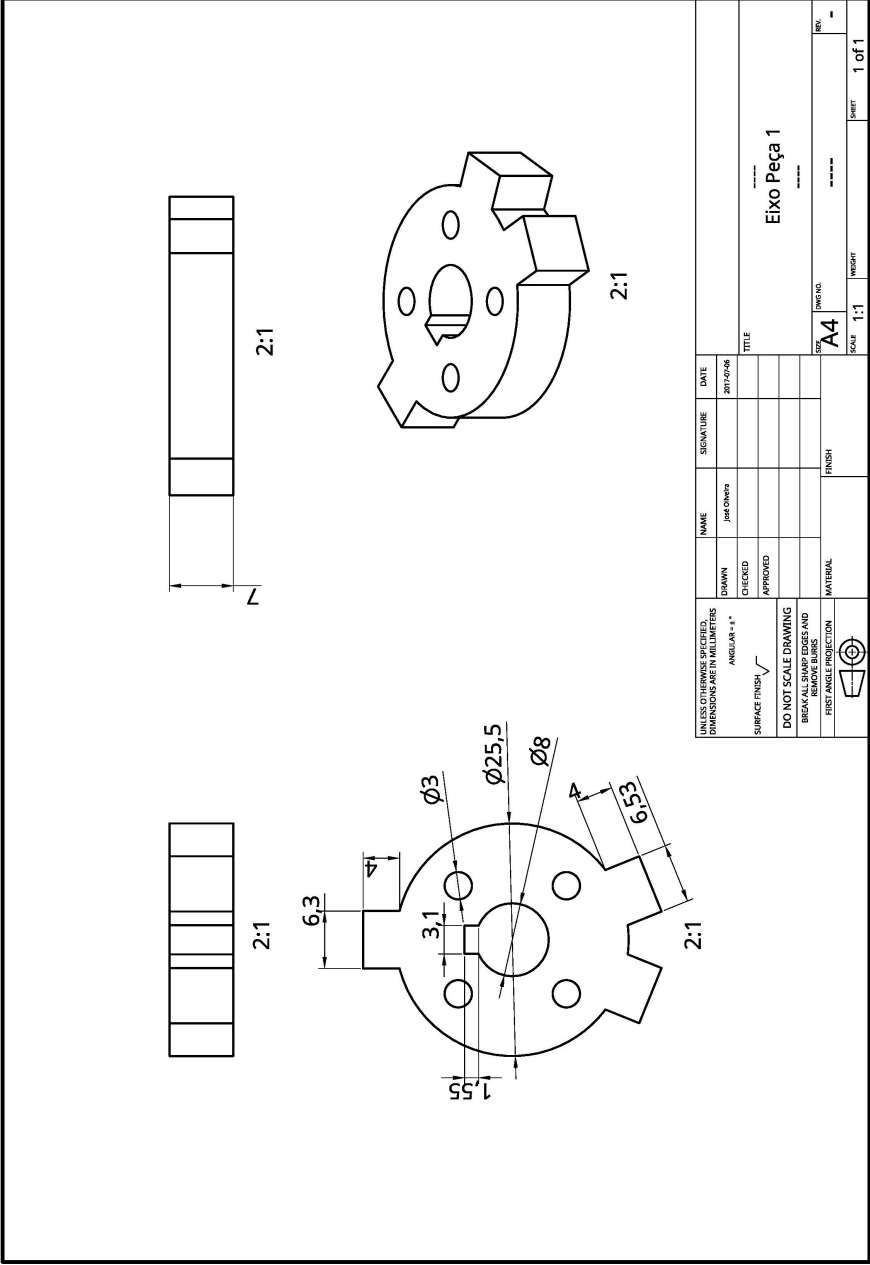 2:1
7
2:1
2:1
6,3
4
3,1
1,55
Ø3
Ø25,5
Ø8
4
6,53
2:1
2:1
UNLESS OTHERWISE SPECIFIED,
DIMENSIONS ARE IN MILLIMETERS
ANGULAR = ± °
SURFACE FINISH
DO NOT SCALE DRAWING
BREAK ALL SHARP EDGES AND
REMOVE BURRS
FIRST ANGLE PROJECTION
NAME SIGNATURE DATE
DRAWN José Oliveira 2017-07-06
CHECKED
APPROVED
MATERIAL
FINISH
TITLE
----
Eixo Peça 1
----
SIZE
A4
DWG NO.
----
REV.
-
SCALE 1:1
WEIGHT
SHEET 1 of 1